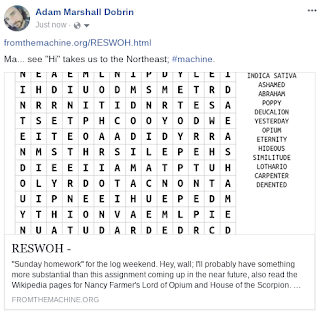 Adam Marshall Dobrin
Just now ·
fromthemachine.org/RESWOH.html
Ma... see "Hi" takes us to the Northeast; #machine.
N E A E M L N I P D Y L E I
I H D I U O D M S M E T R D
N R R N I T I D N R T E S A
T S E T P H C O O Y O D W E
E I T E O A A D I D Y R R A
N M S T H R S I L E P E H S
D I E E I I A M A T P T U H
O L Y R D O T A C N O N T A
U I P N E E I H U E P E D M
Y T H I O N V A E M L P I E
N U A T U D A R D E D R C D
INDICA SATIVA
ASHAMED
ABRAHAM
POPPY
DEUCALION
YESTERDAY
OPIUM
ETERNITY
HIDEOUS
SIMILITUDE
LOTHARIO
CARPENTER
DEMENTED
RESWOH -
"Sunday homework" By the way: Hey, wall; I'll probably have something
more substantial than this assignment coming up in the near future, also read the
Wikipedia pages for Nancy Farmer's Lord of Opium and House of the Scorpion. ...
FROMTHEMACHINE.ORG